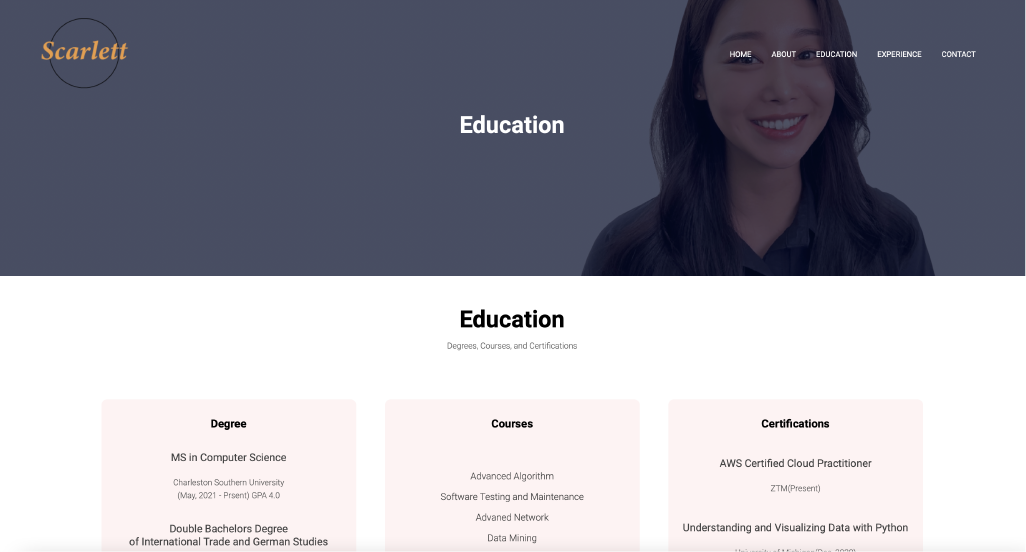 Scarlett
HOME ABOUT EDUCATION EXPERIENCE CONTACT
Education
Education
Degrees, Courses, and Certifications
Degree
MS in Computer Science
Charleston Southern University
(May, 2021 - Prsent) GPA 4.0
Double Bachelors Degree
of International Trade and German Studies
Courses
Advanced Algorithm
Software Testing and Maintenance
Advaned Network
Data Mining
Certifications
AWS Certified Cloud Practitioner
ZTM(Present)
Understanding and Visualizing Data with Python